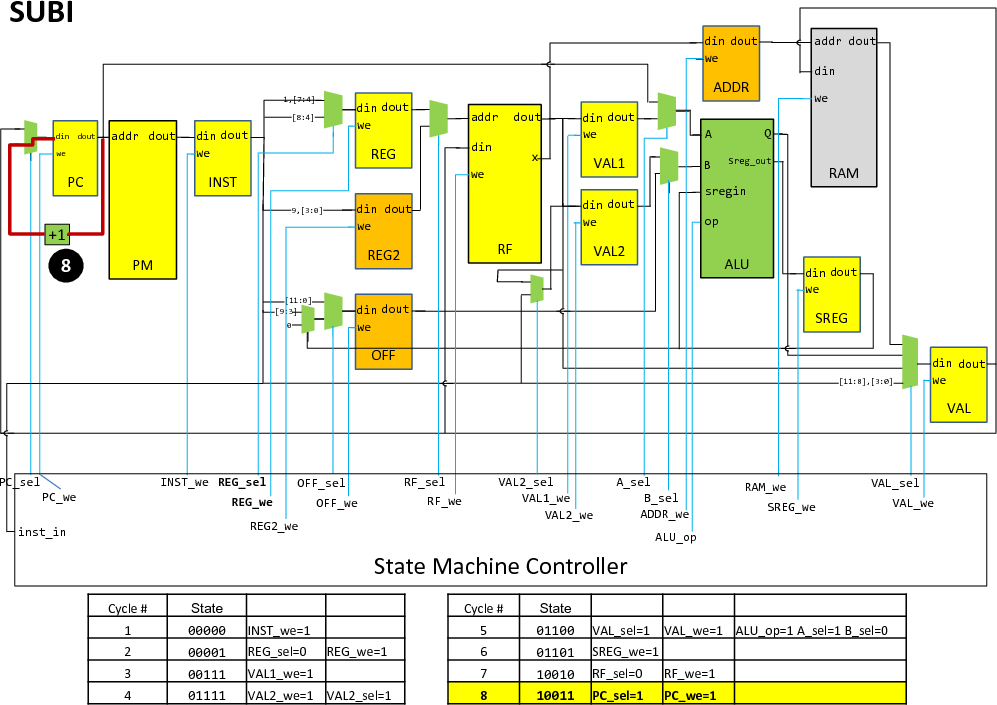 SUBI
din dout
we
ADDR
addr dout
din
we
RAM
1,[7:4]
[8:4]
din dout
we
REG
addr dout
din
x
we
RF
din dout
we
VAL1
A
Q
B
Sreg_out
sregin
op
ALU
din dout
we
PC
addr dout
PM
din dout
we
INST
+1
8
9,[3:0]
din dout
we
REG2
din dout
we
VAL2
din dout
we
SREG
[11:0]
[9:3]
0
din dout
we
OFF
[11:8],[3:0]
din dout
we
VAL
PC_sel
PC_we
INST_we
REG_sel
REG_we
REG2_we
OFF_sel
OFF_we
RF_sel
RF_we
VAL2_sel
VAL1_we
VAL2_we
A_sel
B_sel
ADDR_we
ALU_op
RAM_we
SREG_we
VAL_sel
VAL_we
inst_in
State Machine Controller
Cycle # State
1 00000 INST_we=1
2 00001 REG_sel=0 REG_we=1
3 00111 VAL1_we=1
4 01111 VAL2_we=1 VAL2_sel=1
Cycle # State
5 01100 VAL_sel=1 VAL_we=1 ALU_op=1 A_sel=1 B_sel=0
6 01101 SREG_we=1
7 10010 RF_sel=0 RF_we=1
8 10011 PC_sel=1 PC_we=1